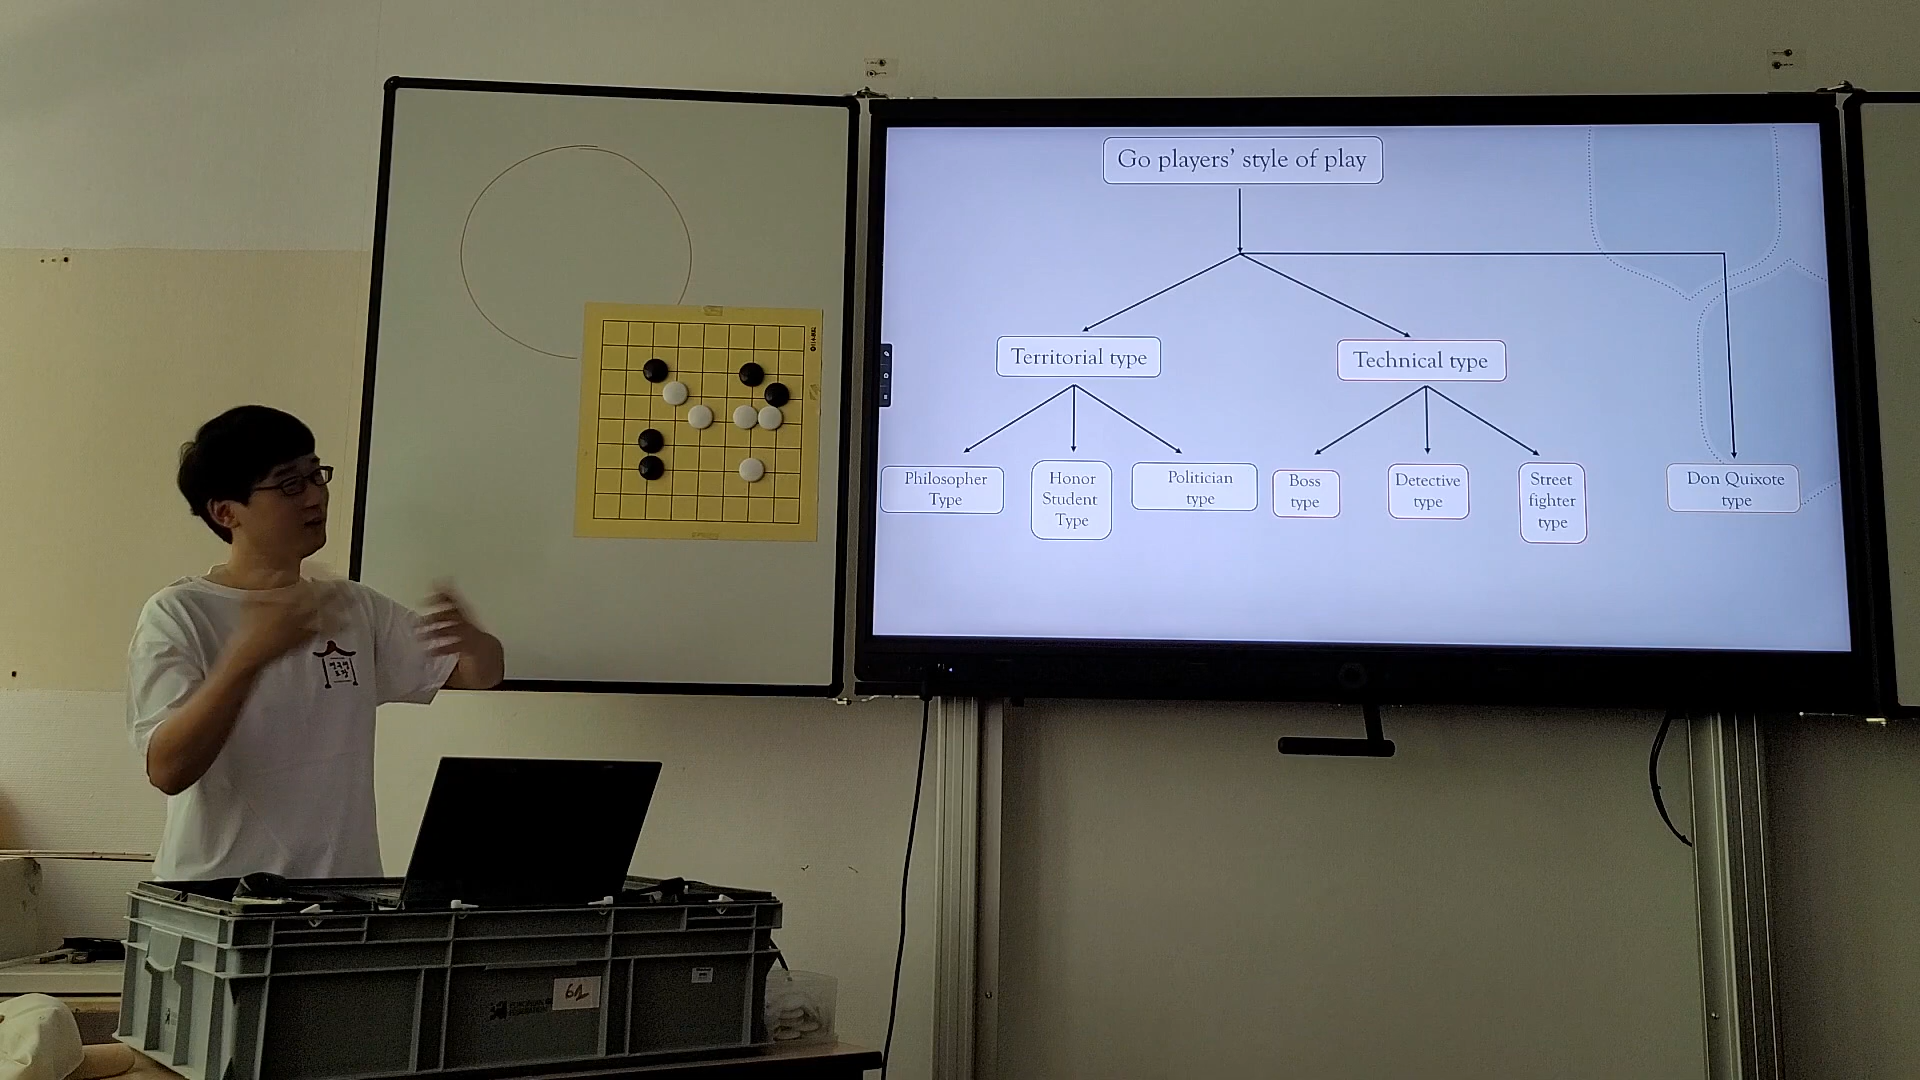 Go players' style of play
Territorial type
Technical type
Philosopher
Type
Honor
Student
Type
Politician
type
Boss
type
Detective
type
Street
fighter
type
Don Quixote
type
61